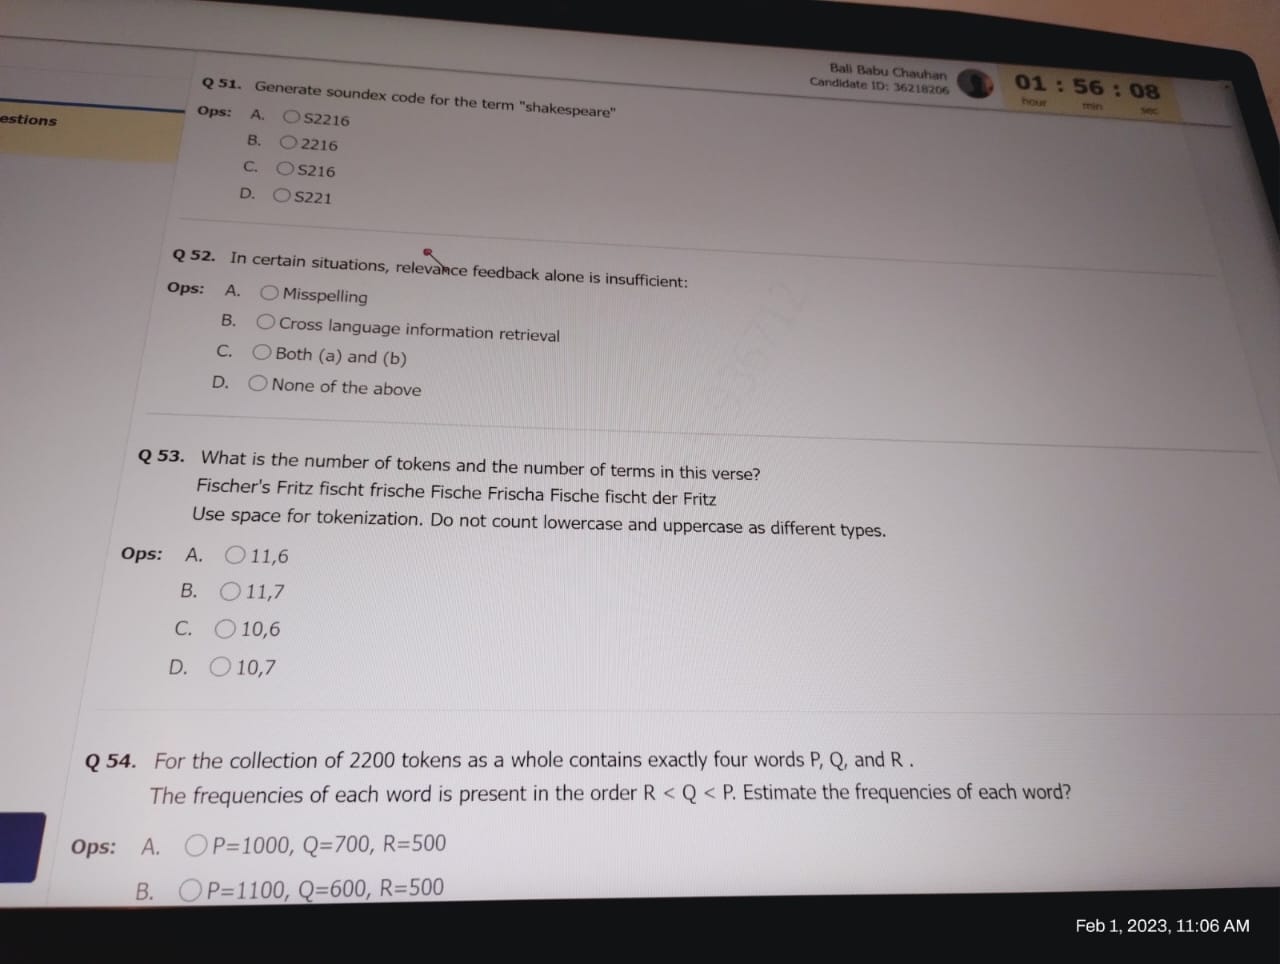 Bali Babu Chauhan
Candidate ID: 36218206
01 : 56 : 08
hour min sec
estions
Q 51. Generate soundex code for the term "shakespeare"
Ops: A. S2216
B. 2216
C. S216
D. S221
Q 52. In certain situations, relevance feedback alone is insufficient:
Ops: A. Misspelling
B. Cross language information retrieval
C. Both (a) and (b)
D. None of the above
Q 53. What is the number of tokens and the number of terms in this verse?
Fischer's Fritz fischt frische Fische Frischa Fische fischt der Fritz
Use space for tokenization. Do not count lowercase and uppercase as different types.
Ops: A. 11,6
B. 11,7
C. 10,6
D. 10,7
Q 54. For the collection of 2200 tokens as a whole contains exactly four words P, Q, and R .
The frequencies of each word is present in the order R < Q < P. Estimate the frequencies of each word?
Ops: A. P=1000, Q=700, R=500
B. P=1100, Q=600, R=500
Feb 1, 2023, 11:06 AM